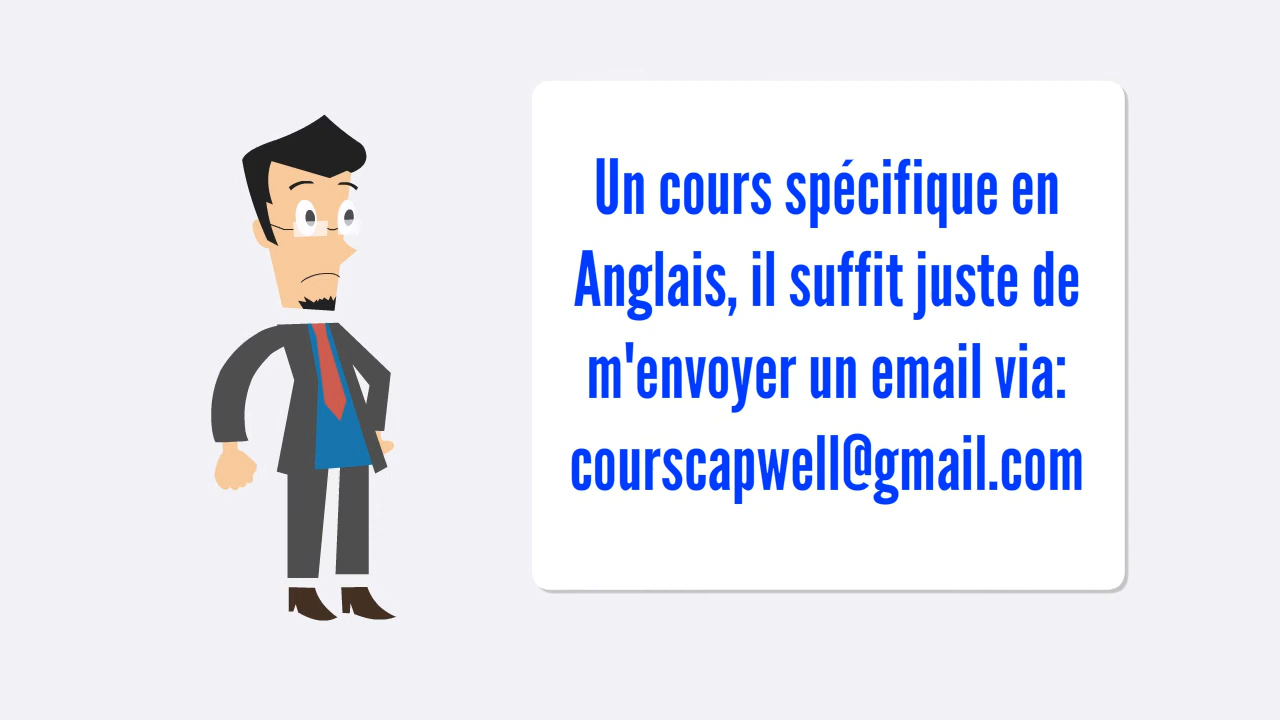 Un cours spécifique en
Anglais, il suffit juste de
m'envoyer un email via:
courscapwell@gmail.com